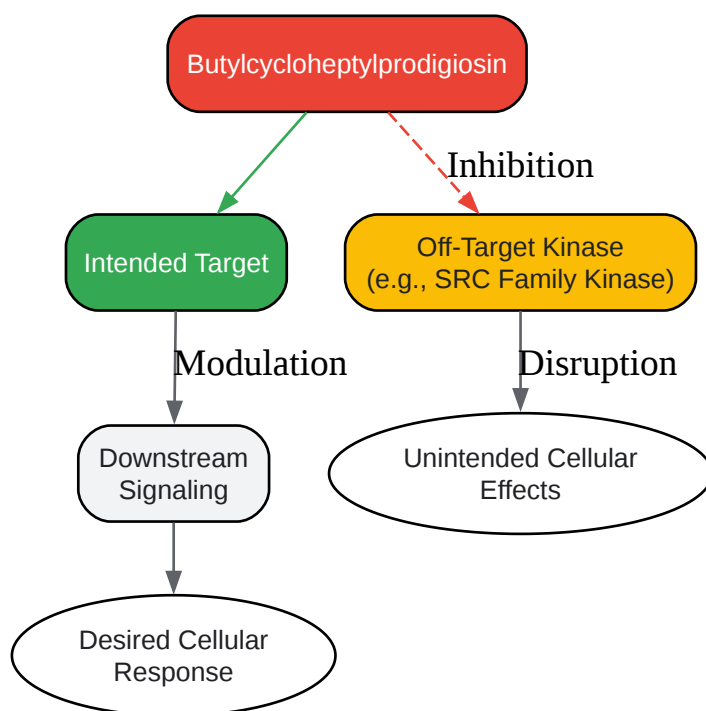 Butylcycloheptylprodigiosin
Inhibition
Intended Target
Off-Target Kinase
(e.g., SRC Family Kinase)
Modulation
Disruption
Downstream
Signaling
Unintended Cellular
Effects
Desired Cellular
Response